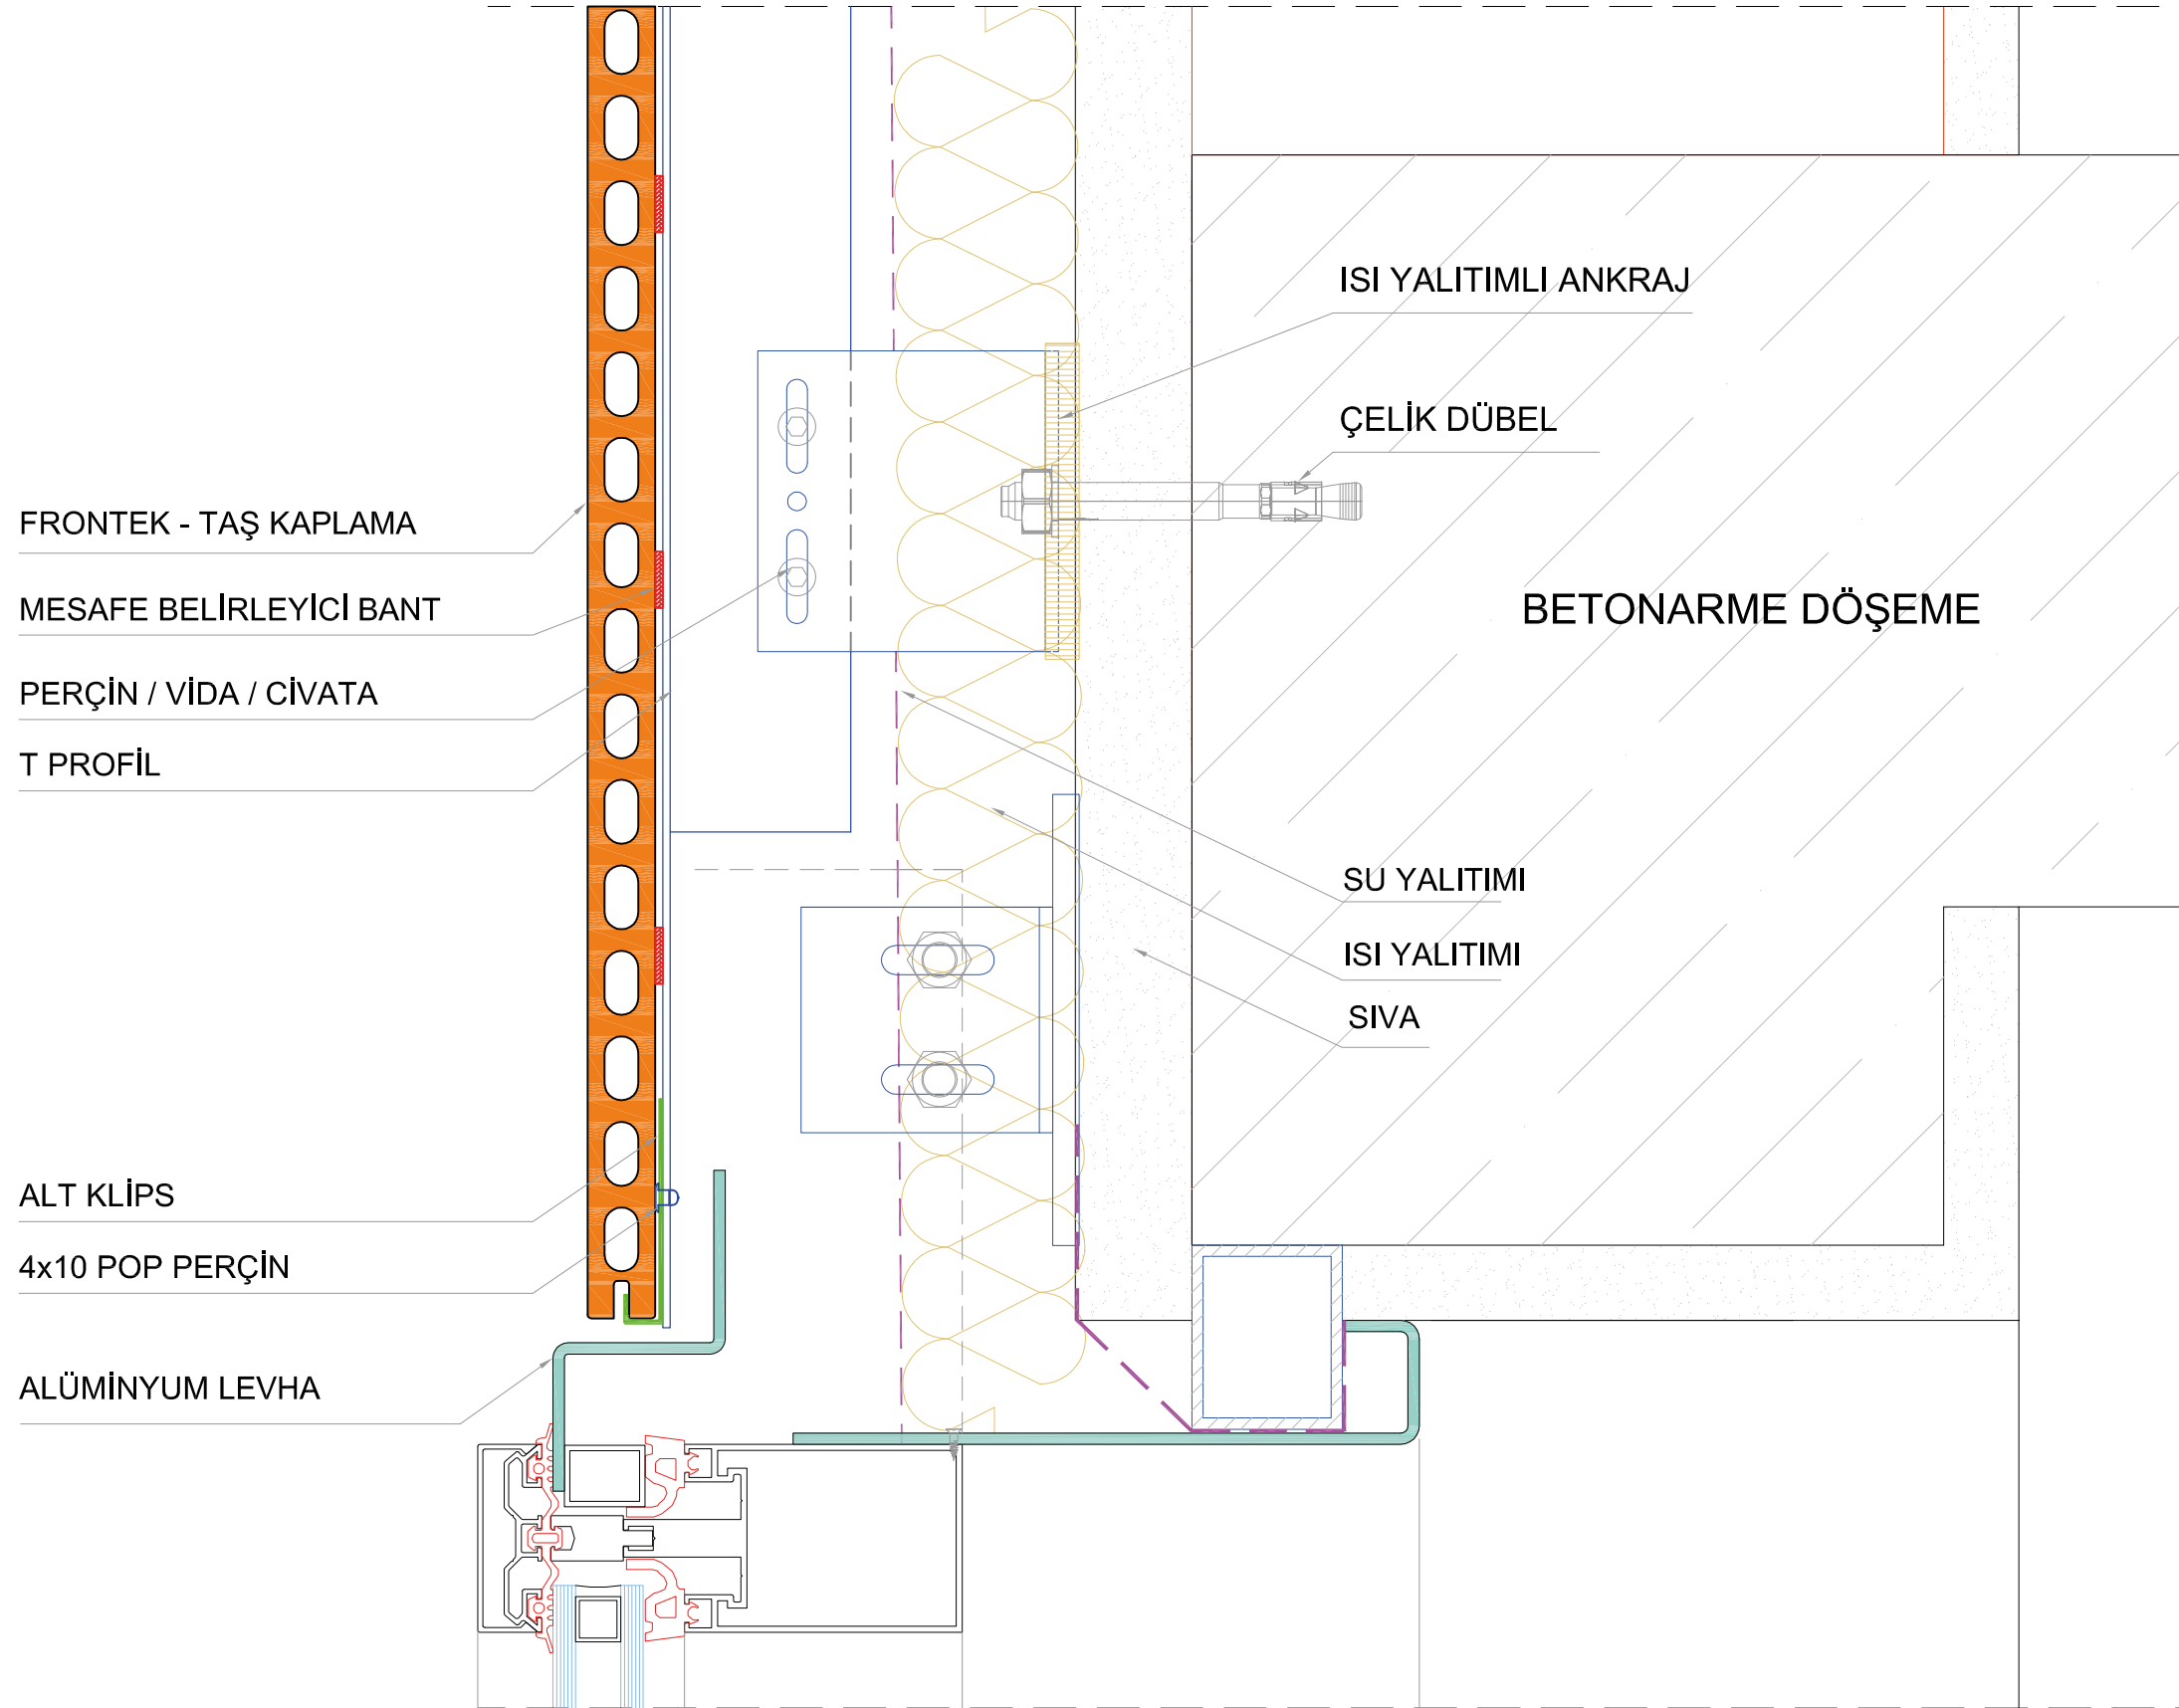 ISI YALITIMLI ANKRAJ
ÇELİK DÜBEL
FRONTEK - TAŞ KAPLAMA
MESAFE BELİRLEYİCİ BANT
BETONARME DÖŞEME
PERÇİN / VİDA / CİVATA
T PROFİL
SU YALITIMI
ISI YALITIMI
SIVA
ALT KLİPS
4x10 POP PERÇİN
ALÜMİNYUM LEVHA